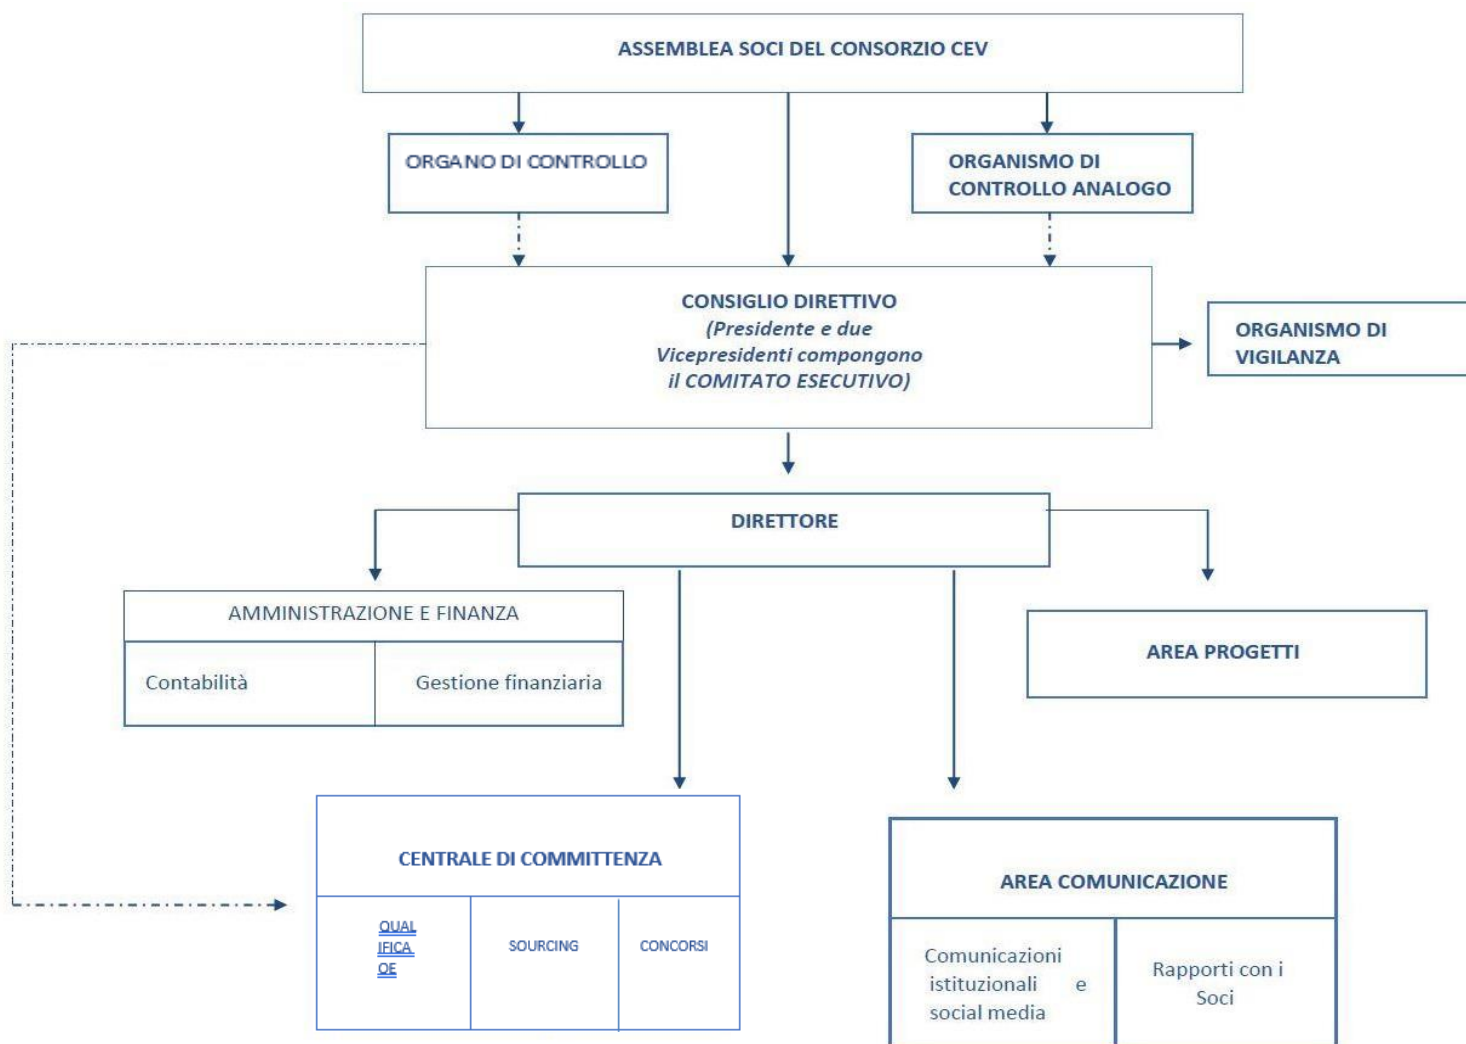 ASSEMBLEA SOCI DEL CONSORZIO CEV
ORGANO DI CONTROLLO
ORGANISMO DI
CONTROLLO ANALOGO
CONSIGLIO DIRETTIVO
(Presidente e due
Vicepresidenti compongono
il COMITATO ESECUTIVO)
ORGANISMO DI
VIGILANZA
DIRETTORE
AMMINISTRAZIONE E FINANZA
Contabilità
Gestione finanziaria
AREA PROGETTI
CENTRALE DI COMMITTENZA
QUAL
IFICA
OE
SOURCING
CONCORSI
AREA COMUNICAZIONE
Comunicazioni
istituzionali e
social media
Rapporti con i
Soci